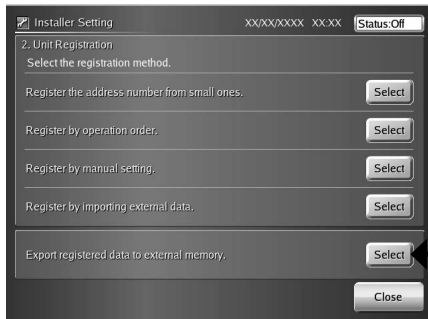 Installer Setting XX/XX/XXXX XX:XX Status:Off
2. Unit Registration
Select the registration method.
Register the address number from small ones. Select
Register by operation order. Select
Register by manual setting. Select
Register by importing external data. Select
Export registered data to external memory. Select
Close